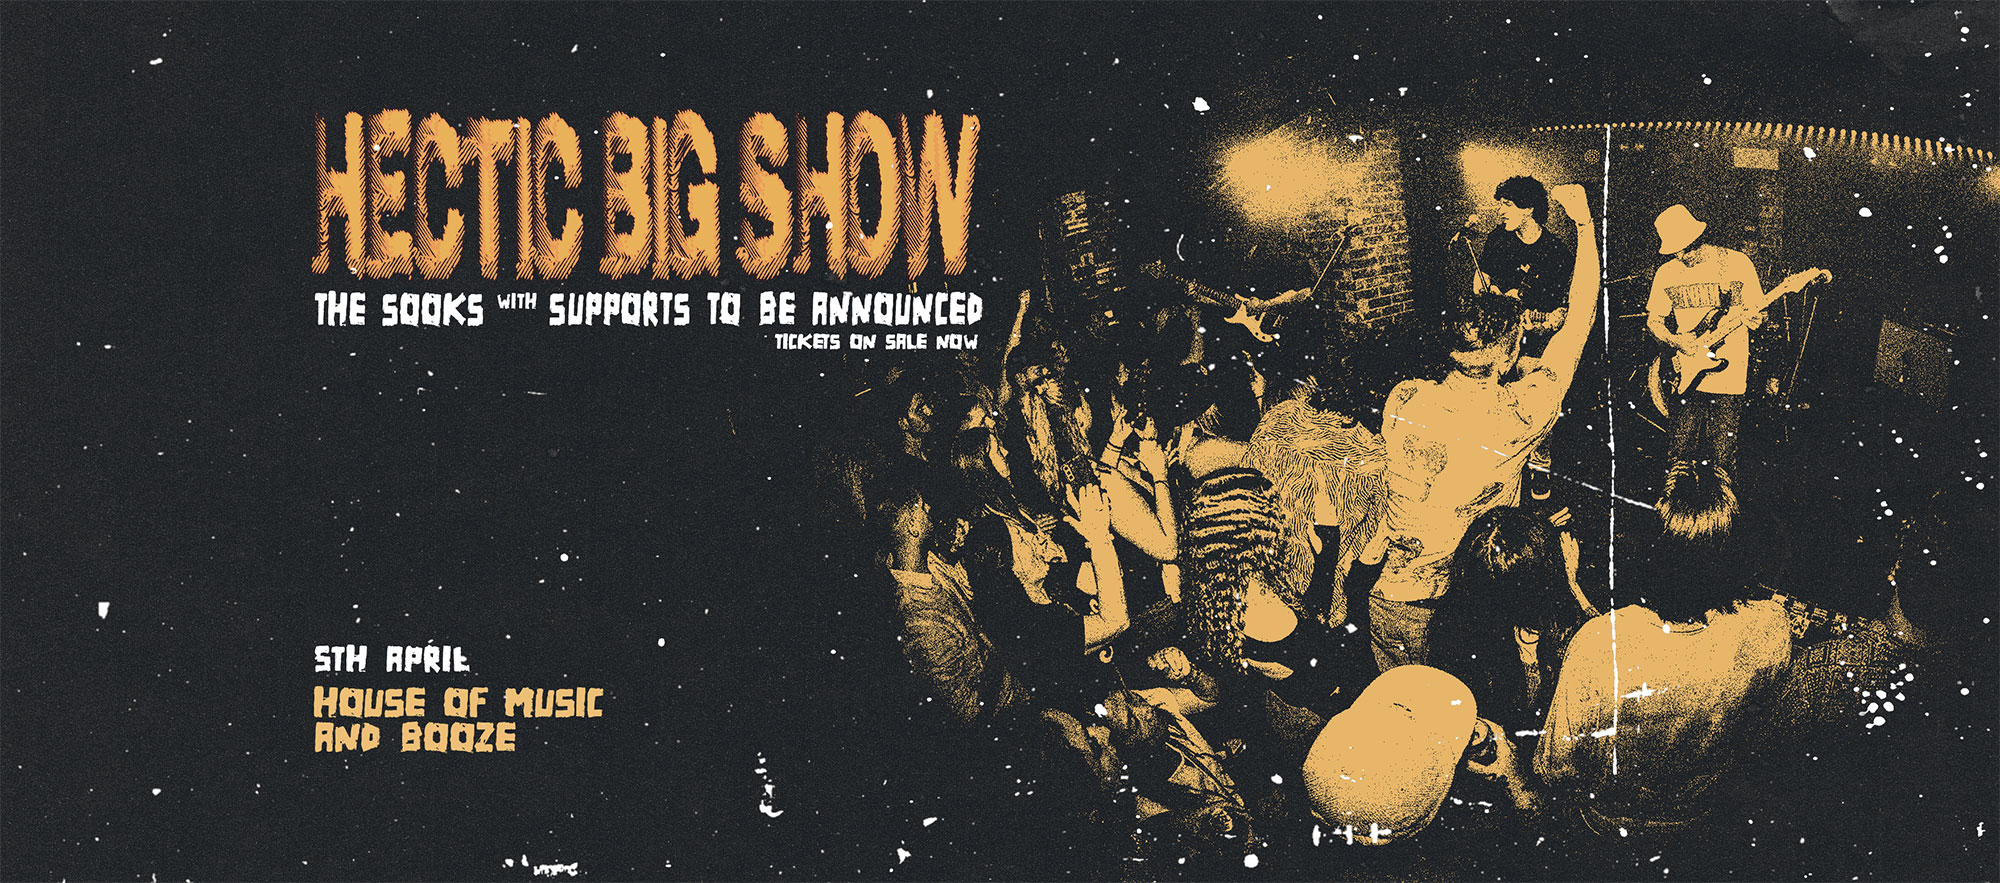 HECTIC BIG SHOW
THE SOOKS WITH SUPPORTS TO BE ANNOUNCED
TICKETS ON SALE NOW
5TH APRIL
HOUSE OF MUSIC
AND BOOZE